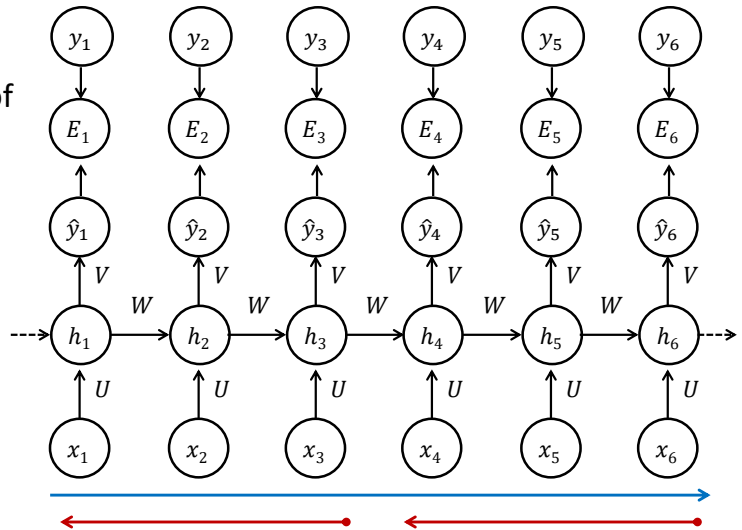 y₁ y₂ y₃ y₄ y₅ y₆
of
E₁ E₂ E₃ E₄ E₅ E₆
ŷ₁ ŷ₂ ŷ₃ ŷ₄ ŷ₅ ŷ₆
V V V V V V
W W W W W
h₁ h₂ h₃ h₄ h₅ h₆
U U U U U U
x₁ x₂ x₃ x₄ x₅ x₆